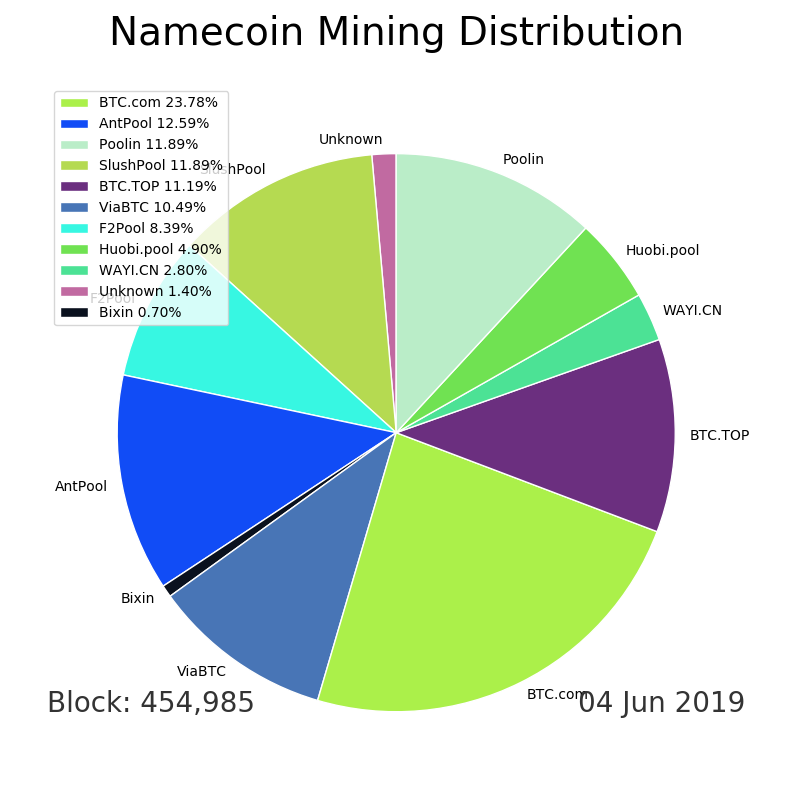 Namecoin Mining Distribution
BTC.com 23.78%
AntPool 12.59%
Poolin 11.89%
SlushPool 11.89%
BTC.TOP 11.19%
ViaBTC 10.49%
F2Pool 8.39%
Huobi.pool 4.90%
WAYI.CN 2.80%
Unknown 1.40%
Bixin 0.70%
Unknown
Poolin
SlushPool
Huobi.pool
F2Pool
WAYI.CN
BTC.TOP
AntPool
Bixin
ViaBTC
BTC.com
Block: 454,985
04 Jun 2019